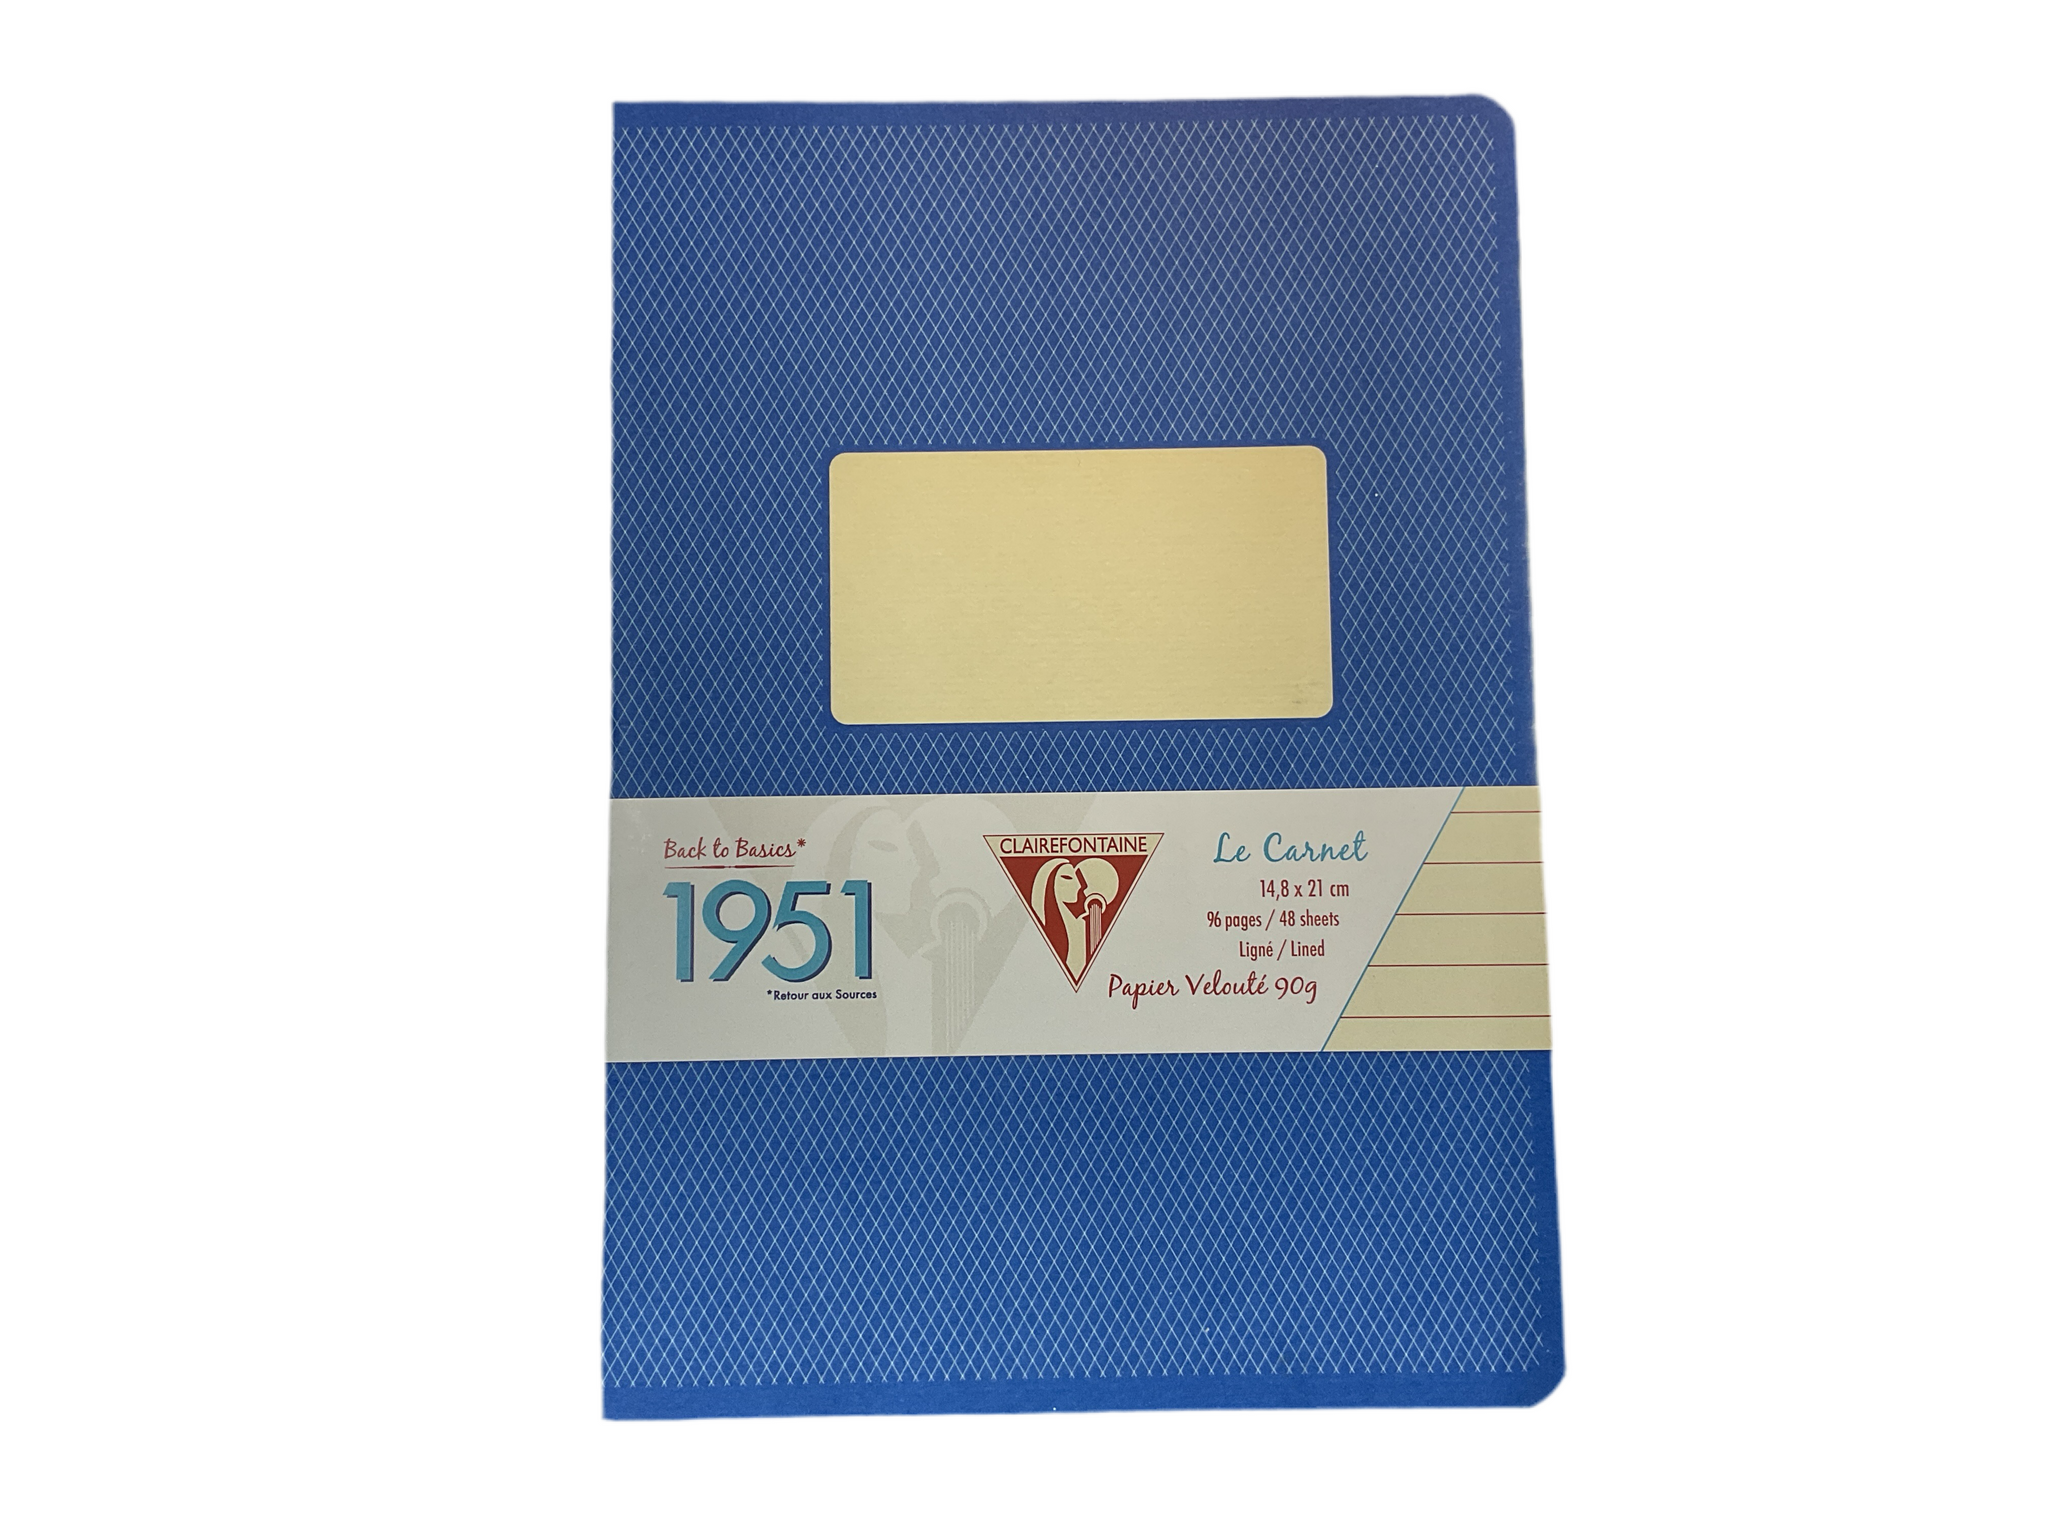 Back to Basics*
1951
*Retour aux Sources
CLAIREFONTAINE
Le Carnet
14,8 x 21 cm
96 pages / 48 sheets
Ligné / Lined
Papier Velouté 90g